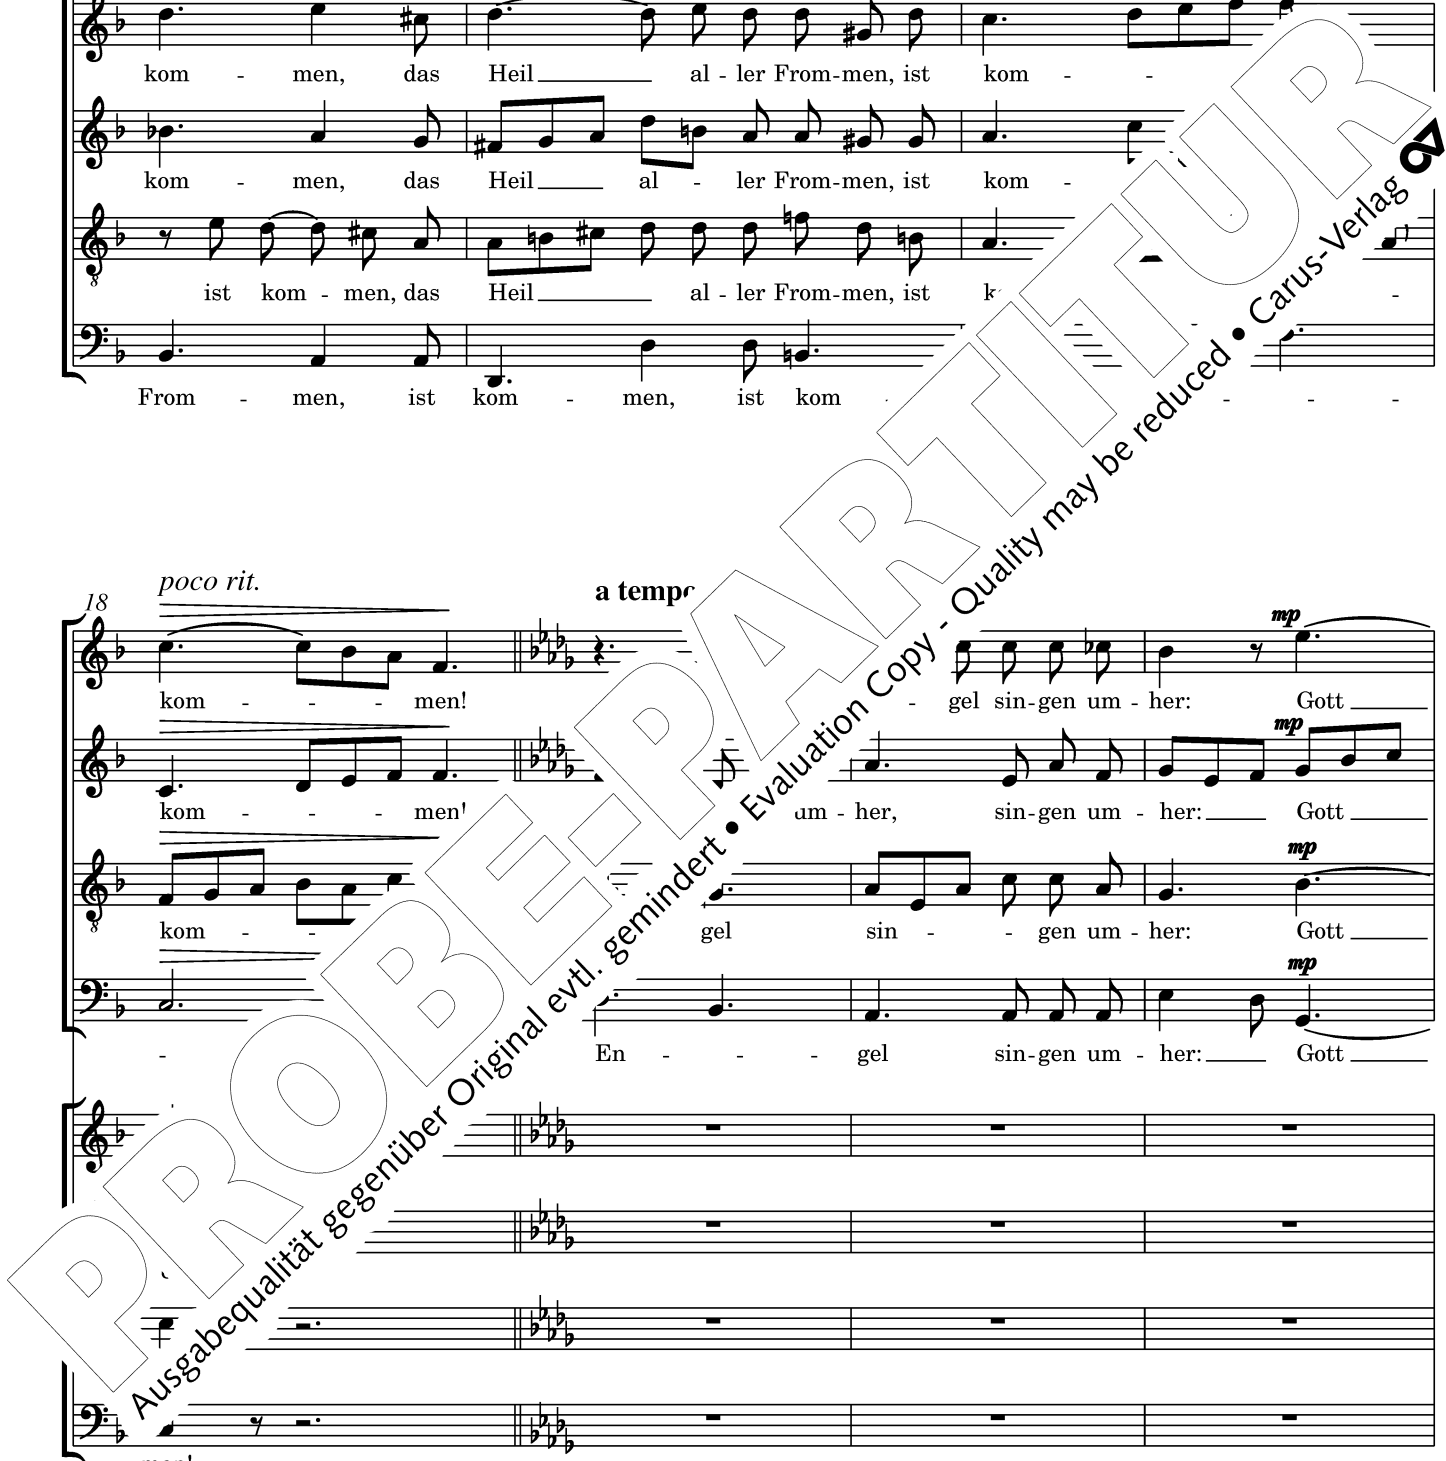 kom - men, das Heil al - ler From - men, ist kom - -
kom - men, das Heil al - ler From - men, ist kom -
ist kom - men, das Heil al - ler From - men, ist -
From - men, ist kom - men, ist kom - - -
poco rit.
18
a tempo
mp
kom - - - men! - gel sin - gen um - her: Gott
mp
kom - - - men! um - her, sin - gen um - her: Gott
mp
kom - - gel sin - - - gen um - her: Gott
mp
- En - - - gel sin - gen um - her: Gott
men!
PROBE-PARTITUR
Ausgabequalität gegenüber Original evtl. gemindert • Evaluation Copy - Quality may be reduced • Carus-Verlag